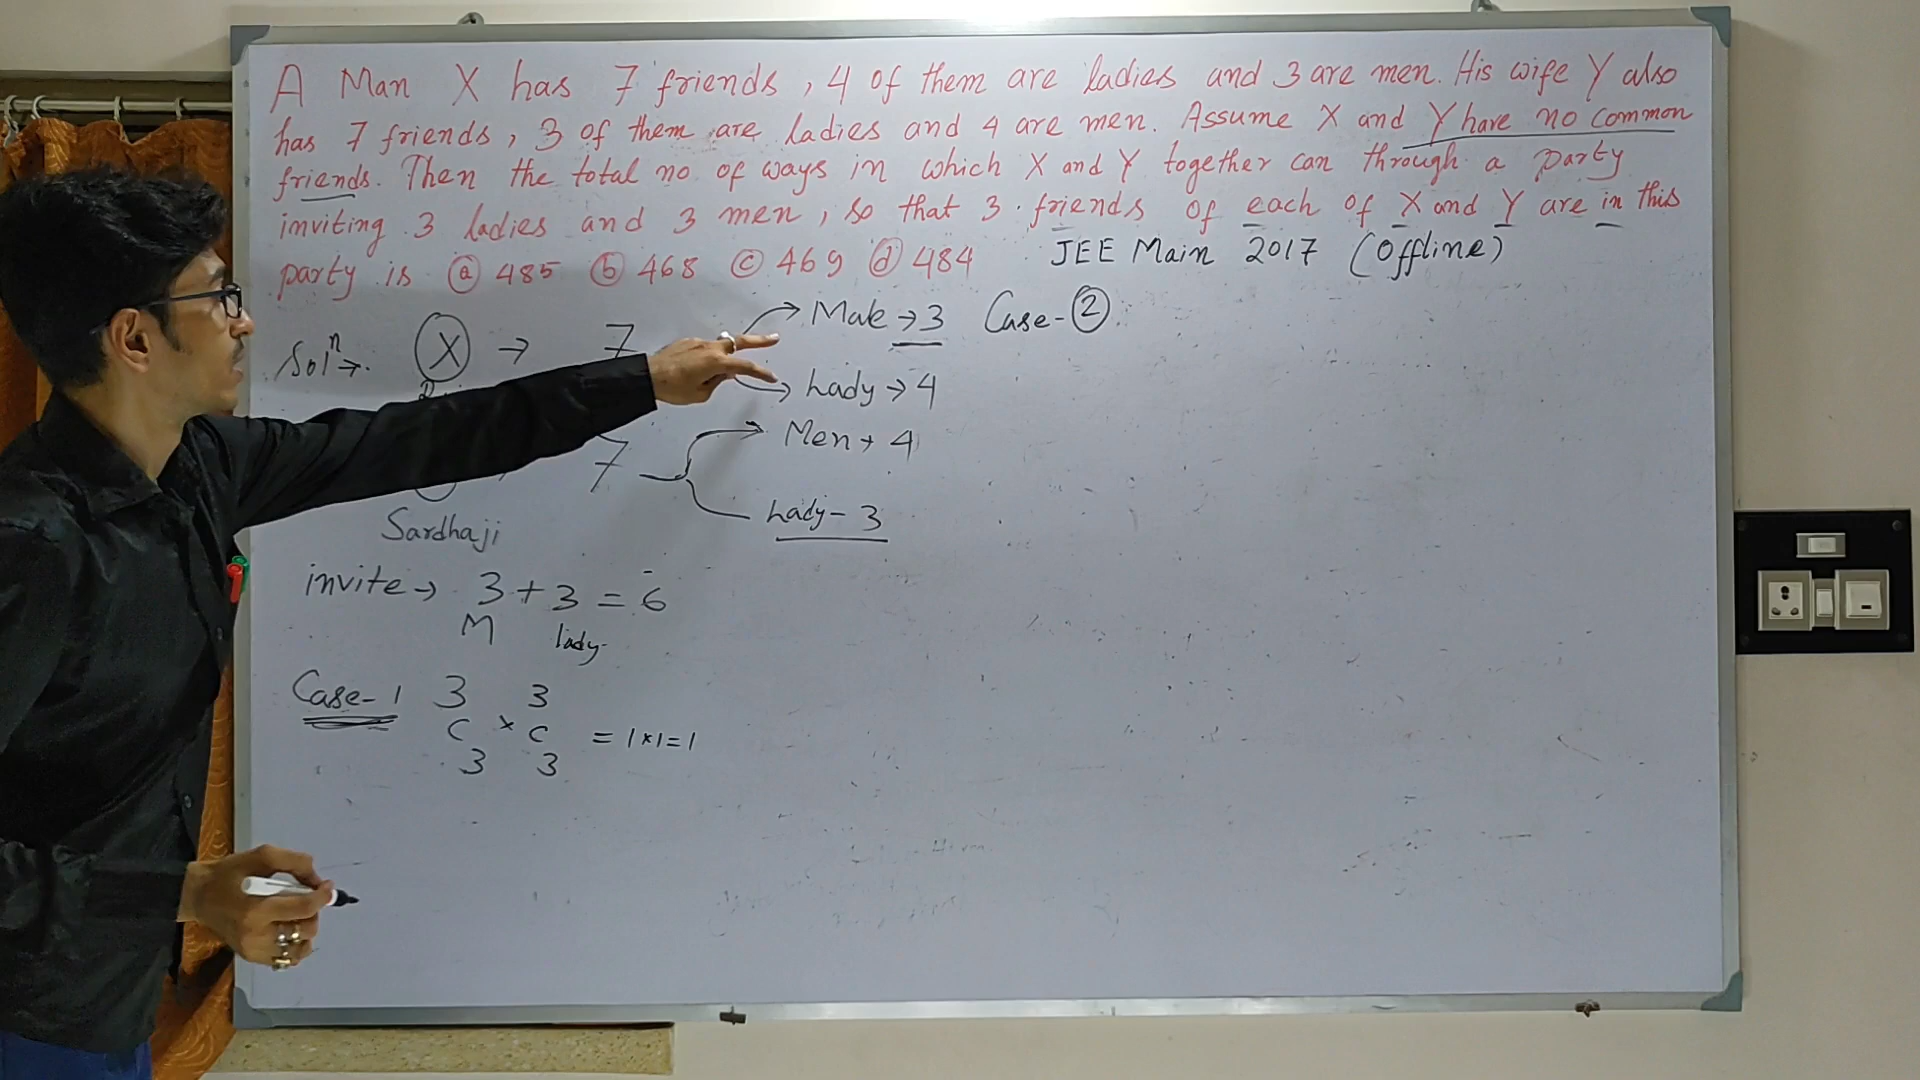 A Man X has 7 friends, 4 of them are ladies and 3 are men. His wife Y also
has 7 friends, 3 of them are ladies and 4 are men. Assume X and Y have no common
friends. Then the total no of ways in which X and Y together can through a party
inviting 3 ladies and 3 men, so that 3 friends of each of X and Y are in this
party is (a) 485 (b) 468 (c) 469 (d) 484 JEE Main 2017 (Offline)
Solⁿ→. X → 7 Male → 3 Case-②
Lady → 4
7 Men → 4
Lady - 3
Sardhaji
invite → 3 + 3 = 6
M lady
Case-1 3 3
C × C = 1×1=1
3 3